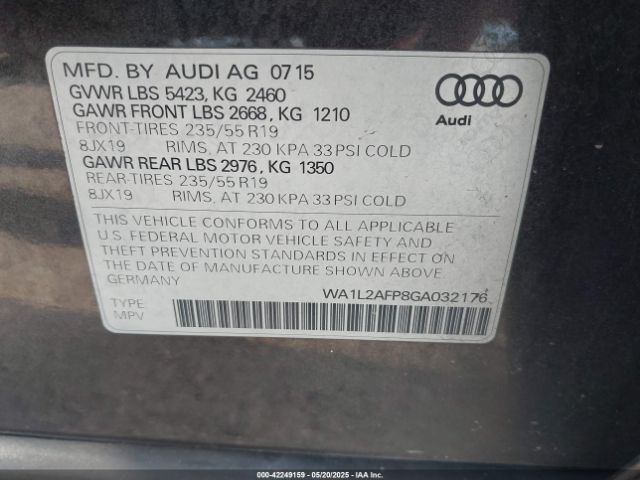 MFD. BY AUDI AG 07 15
GVWR LBS 5423, KG 2460
GAWR FRONT LBS 2668, KG 1210
FRONT-TIRES 235/55 R19
8JX19 RIMS, AT 230 KPA 33 PSI COLD
GAWR REAR LBS 2976, KG 1350
REAR-TIRES 235/55 R19
8JX19 RIMS, AT 230 KPA 33 PSI COLD
Audi
THIS VEHICLE CONFORMS TO ALL APPLICABLE
U.S. FEDERAL MOTOR VEHICLE SAFETY AND
THEFT PREVENTION STANDARDS IN EFFECT ON
THE DATE OF MANUFACTURE SHOWN ABOVE.
GERMANY
WA1L2AFP8GA032176
TYPE
MPV
000-42249159 - 05/20/2025 - IAA Inc.